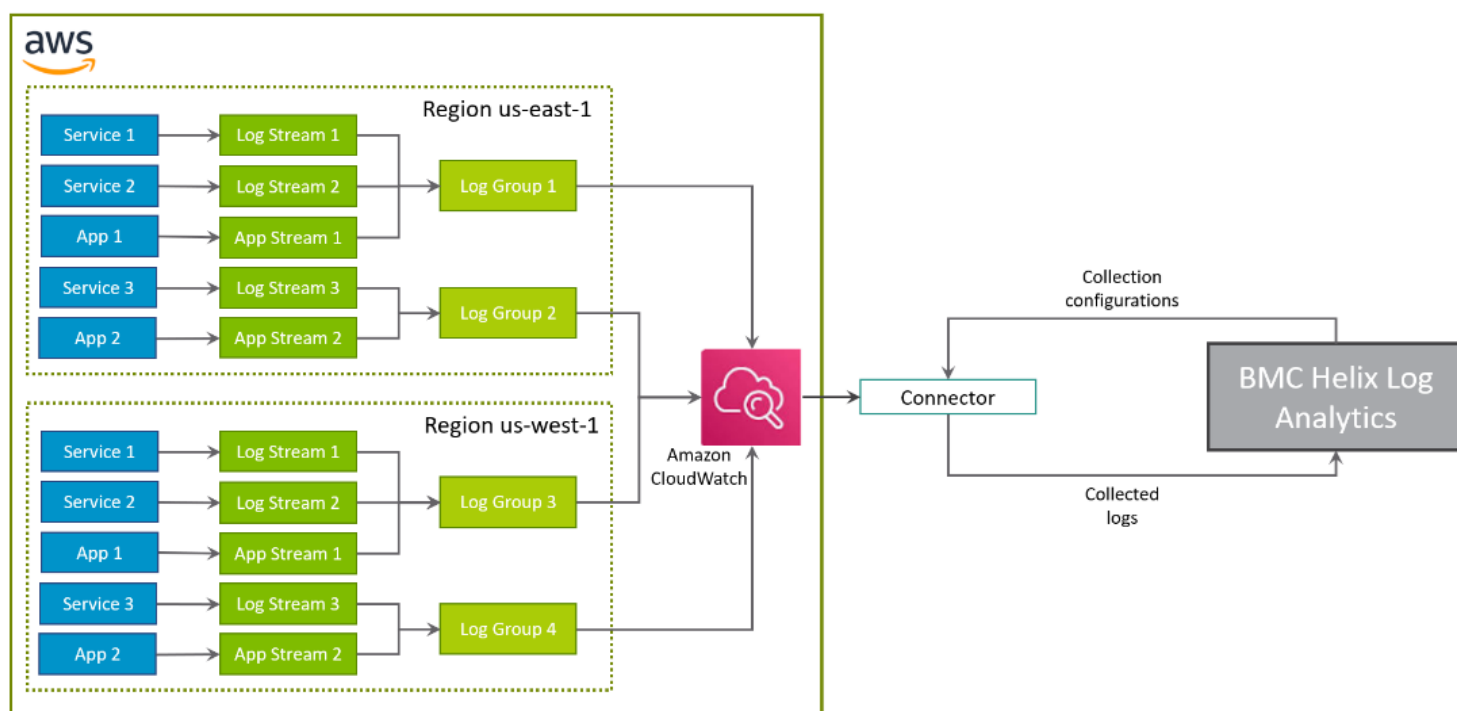 aws
Region us-east-1
Service 1
Log Stream 1
Service 2
Log Stream 2
Log Group 1
App 1
App Stream 1
Service 3
Log Stream 3
Log Group 2
App 2
App Stream 2
Region us-west-1
Service 1
Log Stream 1
Service 2
Log Stream 2
Log Group 3
App 1
App Stream 1
Service 3
Log Stream 3
Log Group 4
App 2
App Stream 2
Amazon
CloudWatch
Connector
Collection
configurations
BMC Helix Log
Analytics
Collected
logs